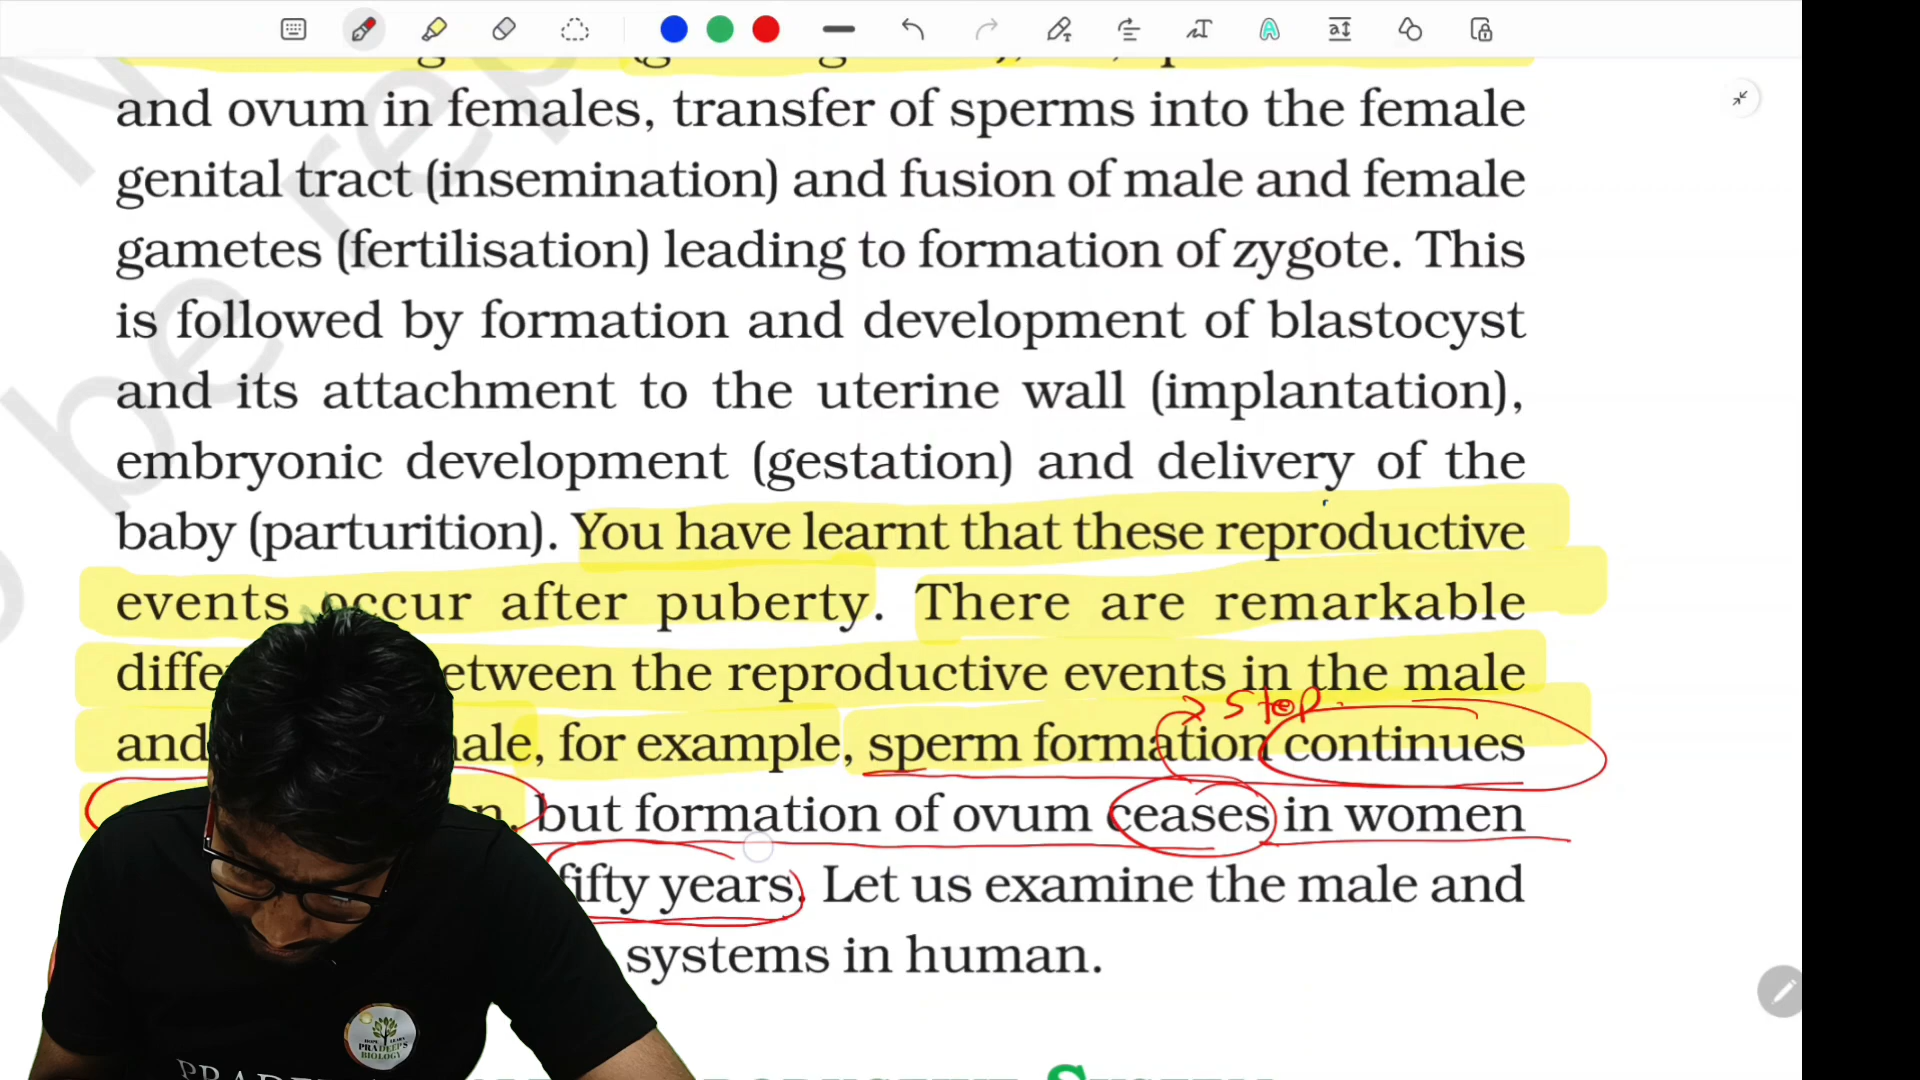 and ovum in females, transfer of sperms into the female
genital tract (insemination) and fusion of male and female
gametes (fertilisation) leading to formation of zygote. This
is followed by formation and development of blastocyst
and its attachment to the uterine wall (implantation),
embryonic development (gestation) and delivery of the
baby (parturition). You have learnt that these reproductive
events occur after puberty. There are remarkable
between the reproductive events in the male
stop
and for example, sperm formation continues
but formation of ovum ceases in women
fifty years. Let us examine the male and
systems in human.
PRADEEP'S
BIOLOGY
SYSTEM